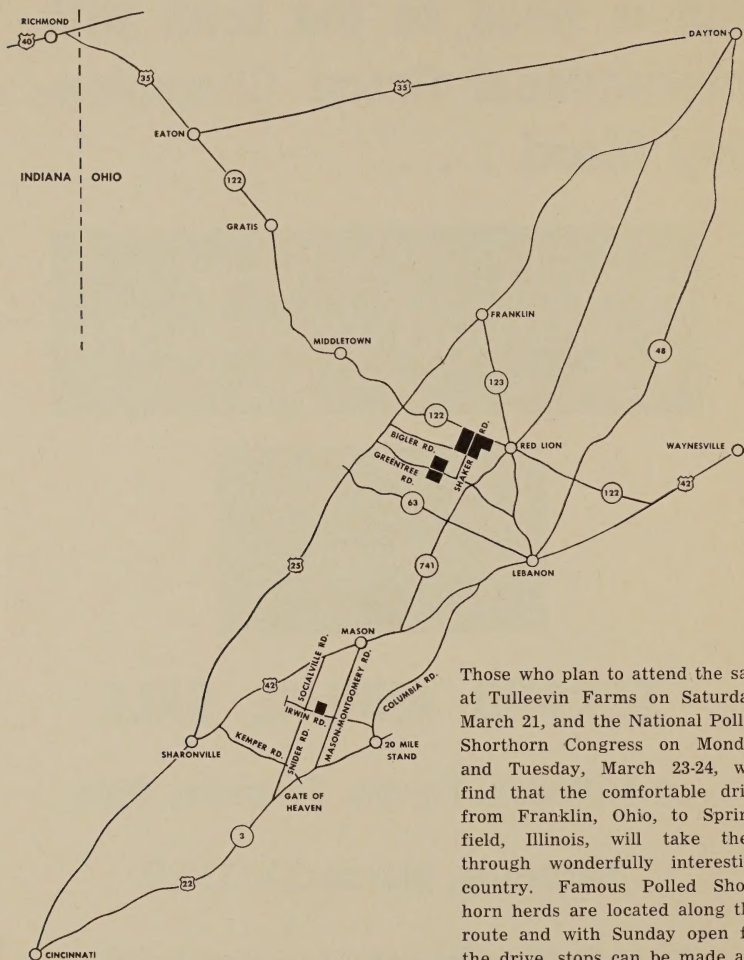 RICHMOND
40
DAYTON
35
35
EATON
INDIANA
OHIO
122
GRATIS
FRANKLIN
MIDDLETOWN
48
123
122
BIGLER RD.
SHAKER RD.
RED LION
WAYNESVILLE
GREENTREE
RD.
42
122
63
25
741
LEBANON
MASON
SOCIALVILLE RD.
MASON-MONTGOMERY RD.
COLUMBIA RD.
42
IRWIN RD.
KEMPER RD.
SNIDER RD.
20 MILE
STAND
SHARONVILLE
GATE OF
HEAVEN
3
22
CINCINNATI
Those who plan to attend the sa
at Tulleevin Farms on Saturda
March 21, and the National Poll
Shorthorn Congress on Mond
and Tuesday, March 23-24, w
find that the comfortable dri
from Franklin, Ohio, to Sprin
field, Illinois, will take the
through wonderfully interesti
country. Famous Polled Sho
horn herds are located along th
route and with Sunday open f
the drive, stops can be made a